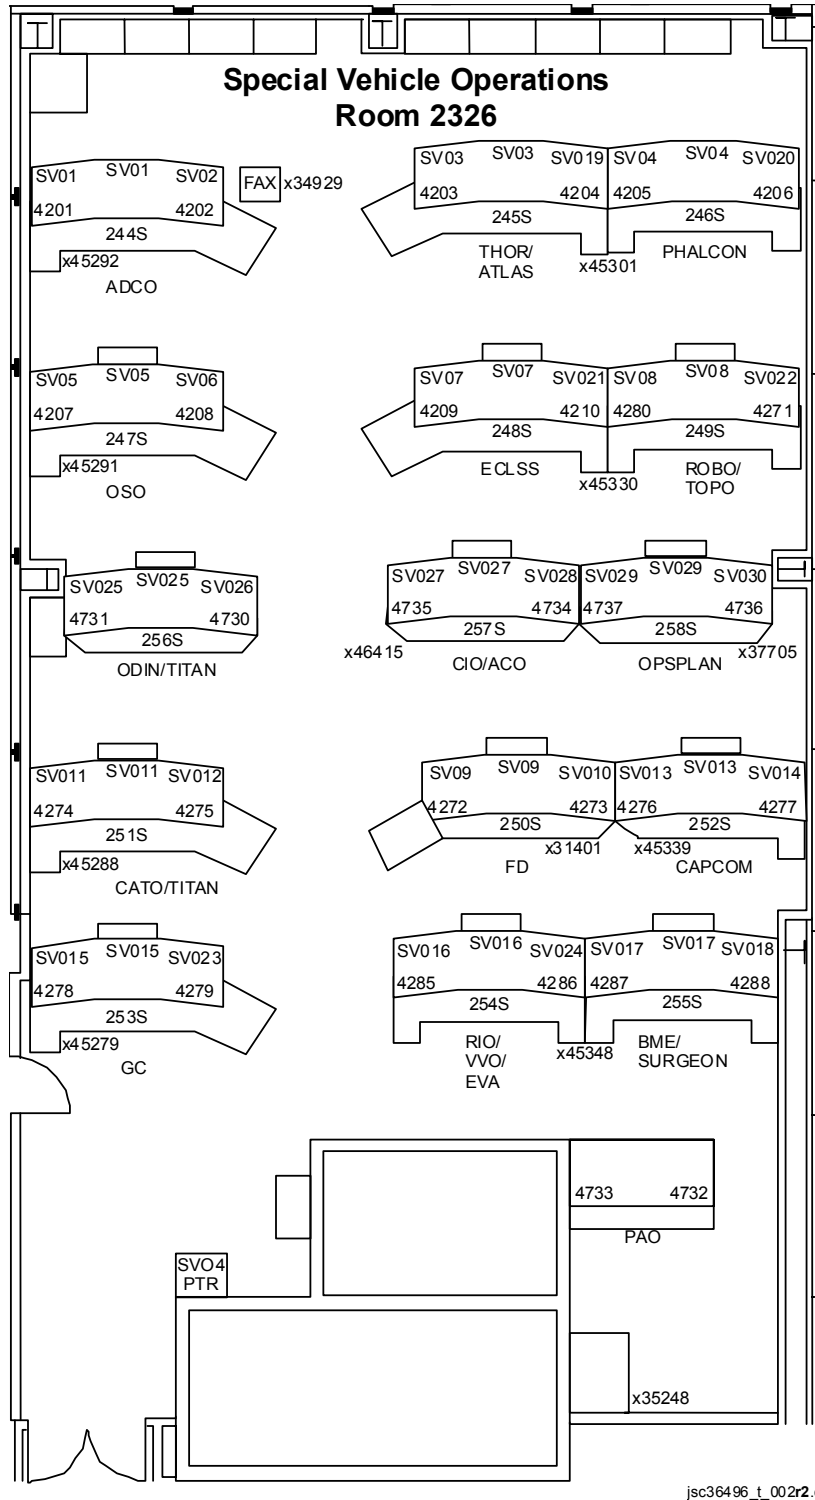 Special Vehicle Operations
Room 2326
SV01 SV01 SV02
4201 4202
244S
x45292
ADCO
FAX x34929
SV03 SV03 SV019
4203 4204
245S
THOR/
ATLAS
x45301
SV04 SV04 SV020
4205 4206
246S
PHALCON
SV05 SV05 SV06
4207 4208
247S
x45291
OSO
SV07 SV07 SV021
4209 4210
248S
ECLSS
x45330
SV08 SV08 SV022
4280 4271
249S
ROBO/
TOPO
SV025 SV025 SV026
4731 4730
256S
ODIN/TITAN
SV027 SV027 SV028
4735 4734
257S
x46415
CIO/ACO
SV029 SV029 SV030
4737 4736
258S
OPSPLAN
x37705
SV011 SV011 SV012
4274 4275
251S
x45288
CATO/TITAN
SV09 SV09 SV010
4272 4273
250S
x31401
FD
SV013 SV013 SV014
4276 4277
252S
x45339
CAPCOM
SV015 SV015 SV023
4278 4279
253S
x45279
GC
SV016 SV016 SV024
4285 4286
254S
RIO/
VVO/
EVA
x45348
SV017 SV017 SV018
4287 4288
255S
BME/
SURGEON
4733 4732
PAO
SVO4
PTR
x35248
jsc36496_t_002r2.